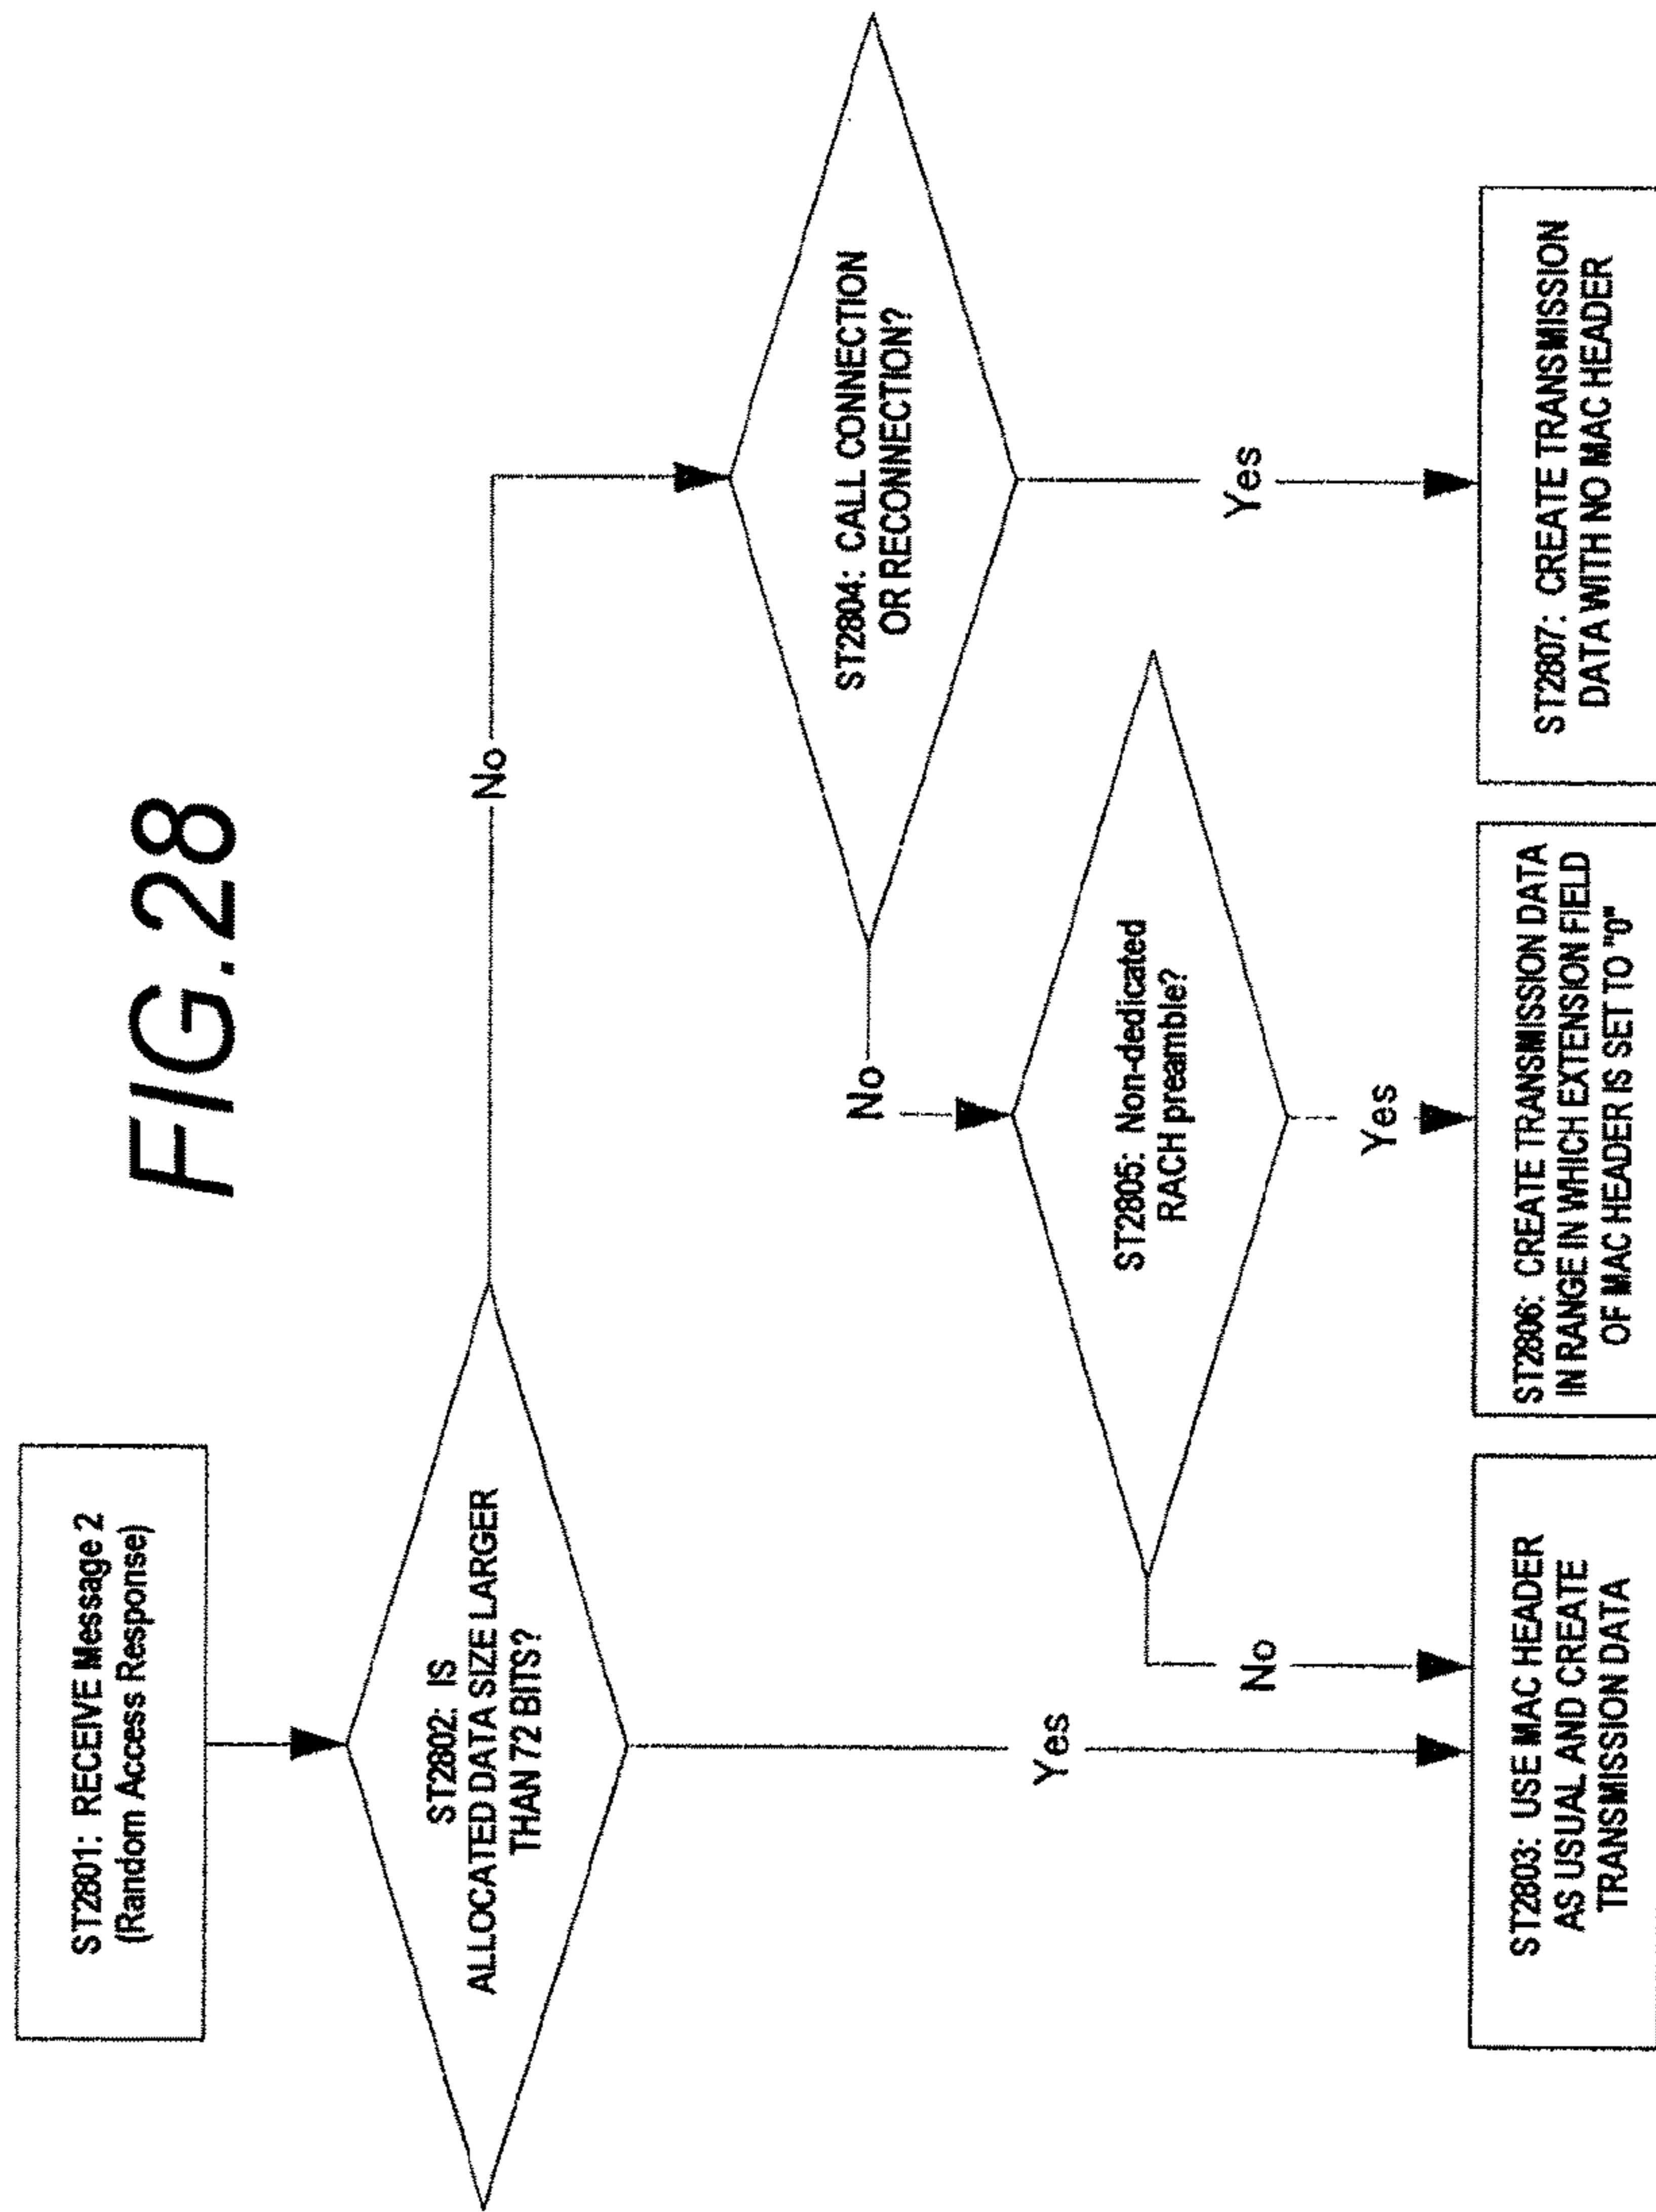 FIG.28
ST2801: RECEIVE Message 2
(Random Access Response)
ST2802: IS
ALLOCATED DATA SIZE LARGER
THAN 72 BITS?
No
Yes
ST2804: CALL CONNECTION
OR RECONNECTION?
No
Yes
ST2805: Non-dedicated
RACH preamble?
No
Yes
ST2803: USE MAC HEADER
AS USUAL AND CREATE
TRANSMISSION DATA
ST2806: CREATE TRANSMISSION DATA
IN RANGE IN WHICH EXTENSION FIELD
OF MAC HEADER IS SET TO "0"
ST2807: CREATE TRANSMISSION
DATA WITH NO MAC HEADER